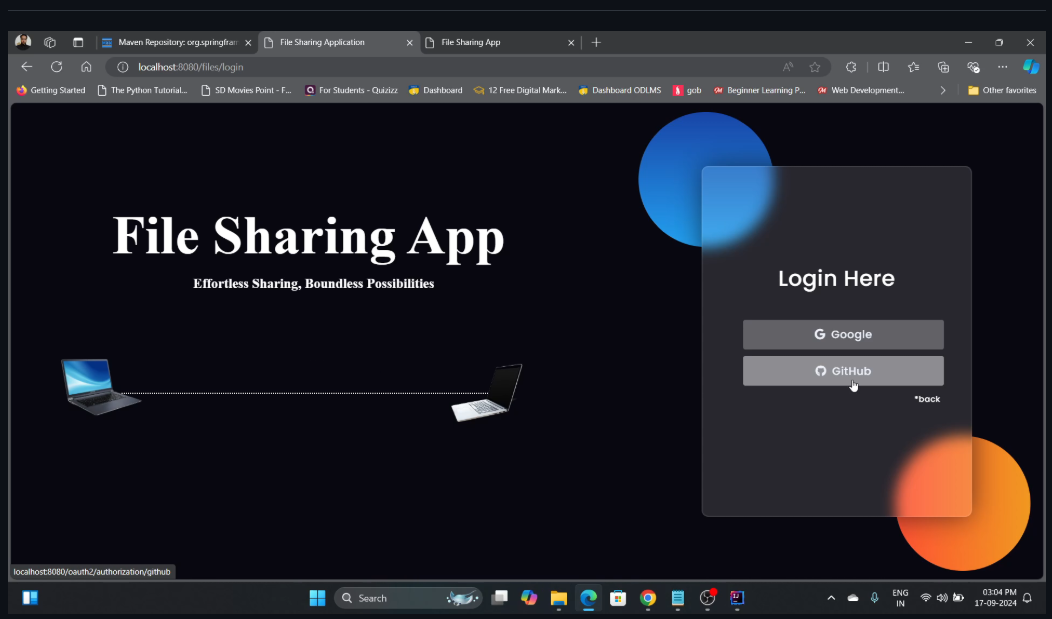 Maven Repository: org.springfram
File Sharing Application
File Sharing App
localhost:8080/files/login
Getting Started
The Python Tutorial...
SD Movies Point - F...
For Students - Quizizz
Dashboard
12 Free Digital Mark...
Dashboard ODLMS
gob
Beginner Learning P...
Web Development...
Other favorites
File Sharing App
Effortless Sharing, Boundless Possibilities
Login Here
Google
GitHub
*back
localhost:8080/oauth2/authorization/github
Search
ENG
IN
03:04 PM
17-09-2024